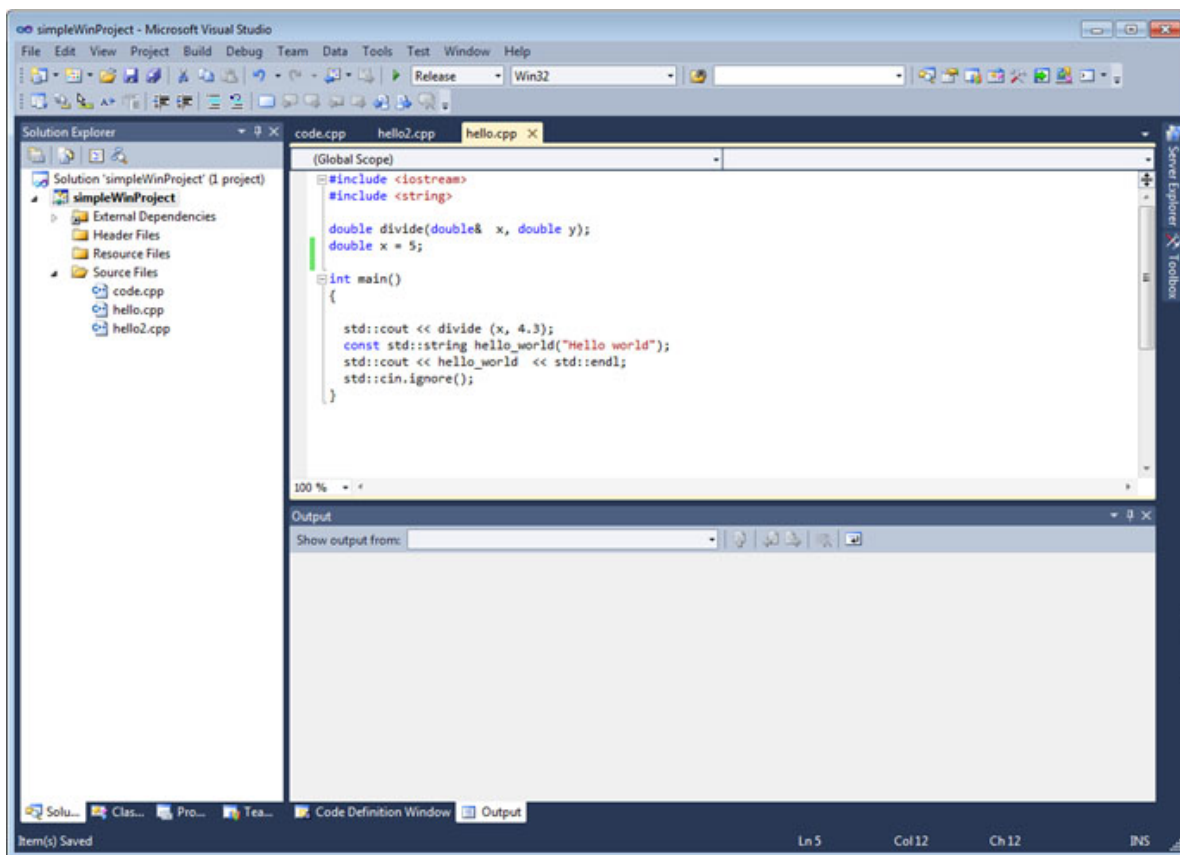 simpleWinProject - Microsoft Visual Studio
File Edit View Project Build Debug Team Data Tools Test Window Help
Release Win32
Solution Explorer
Solution 'simpleWinProject' (1 project)
simpleWinProject
External Dependencies
Header Files
Resource Files
Source Files
code.cpp
hello.cpp
hello2.cpp
code.cpp hello2.cpp hello.cpp
(Global Scope)
#include <iostream>
#include <string>
double divide(double&  x, double y);
double x = 5;
int main()
{
std::cout << divide (x, 4.3);
const std::string hello_world("Hello world");
std::cout << hello_world  << std::endl;
std::cin.ignore();
}
100 %
Output
Show output from:
Server Explorer
Toolbox
Solu... Clas... Pro... Tea... Code Definition Window Output
Item(s) Saved Ln 5 Col 12 Ch 12 INS